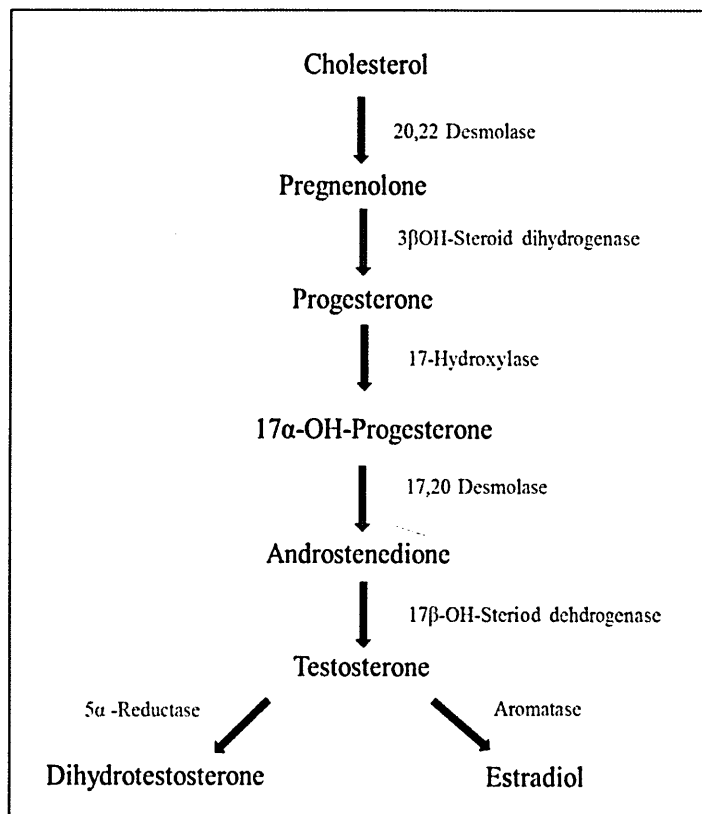 Cholesterol
20,22 Desmolase
Pregnenolone
3βOH-Steroid dihydrogenase
Progesterone
17-Hydroxylase
17α-OH-Progesterone
17,20 Desmolase
Androstenedione
17β-OH-Steriod dehdrogenase
Testosterone
5α -Reductase
Aromatase
Dihydrotestosterone
Estradiol